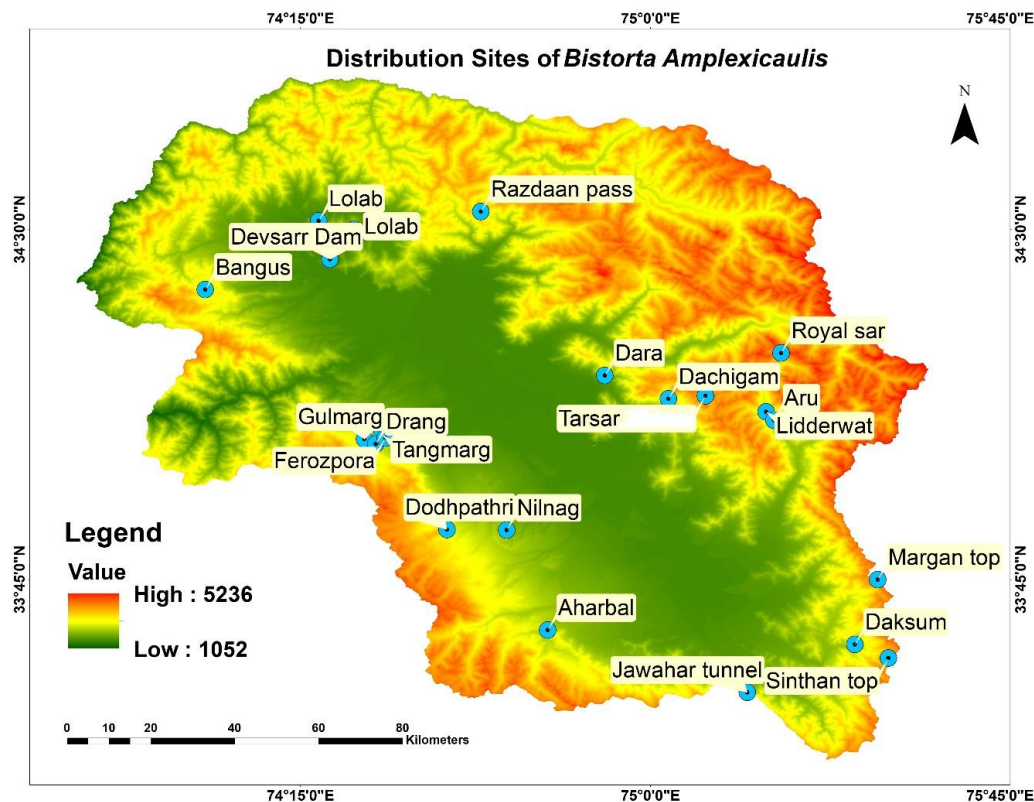 74°15'0"E 75°0'0"E 75°45'0"E
Distribution Sites of Bistorta Amplexicaulis
N
34°30'0"N
34°30'0"N
Razdaan pass
Lolab
Lolab
Devsarr Dam
Bangus
Royal sar
Dara
Dachigam
Aru
Tarsar
Lidderwat
Gulmarg
Drang
Tangmarg
Ferozpora
Dodhpathri
Nilnag
Margan top
Aharbal
Daksum
Jawahar tunnel
Sinthan top
33°45'0"N
33°45'0"N
Legend
Value
High : 5236
Low : 1052
0 10 20 40 60 80
Kilometers
74°15'0"E 75°0'0"E 75°45'0"E